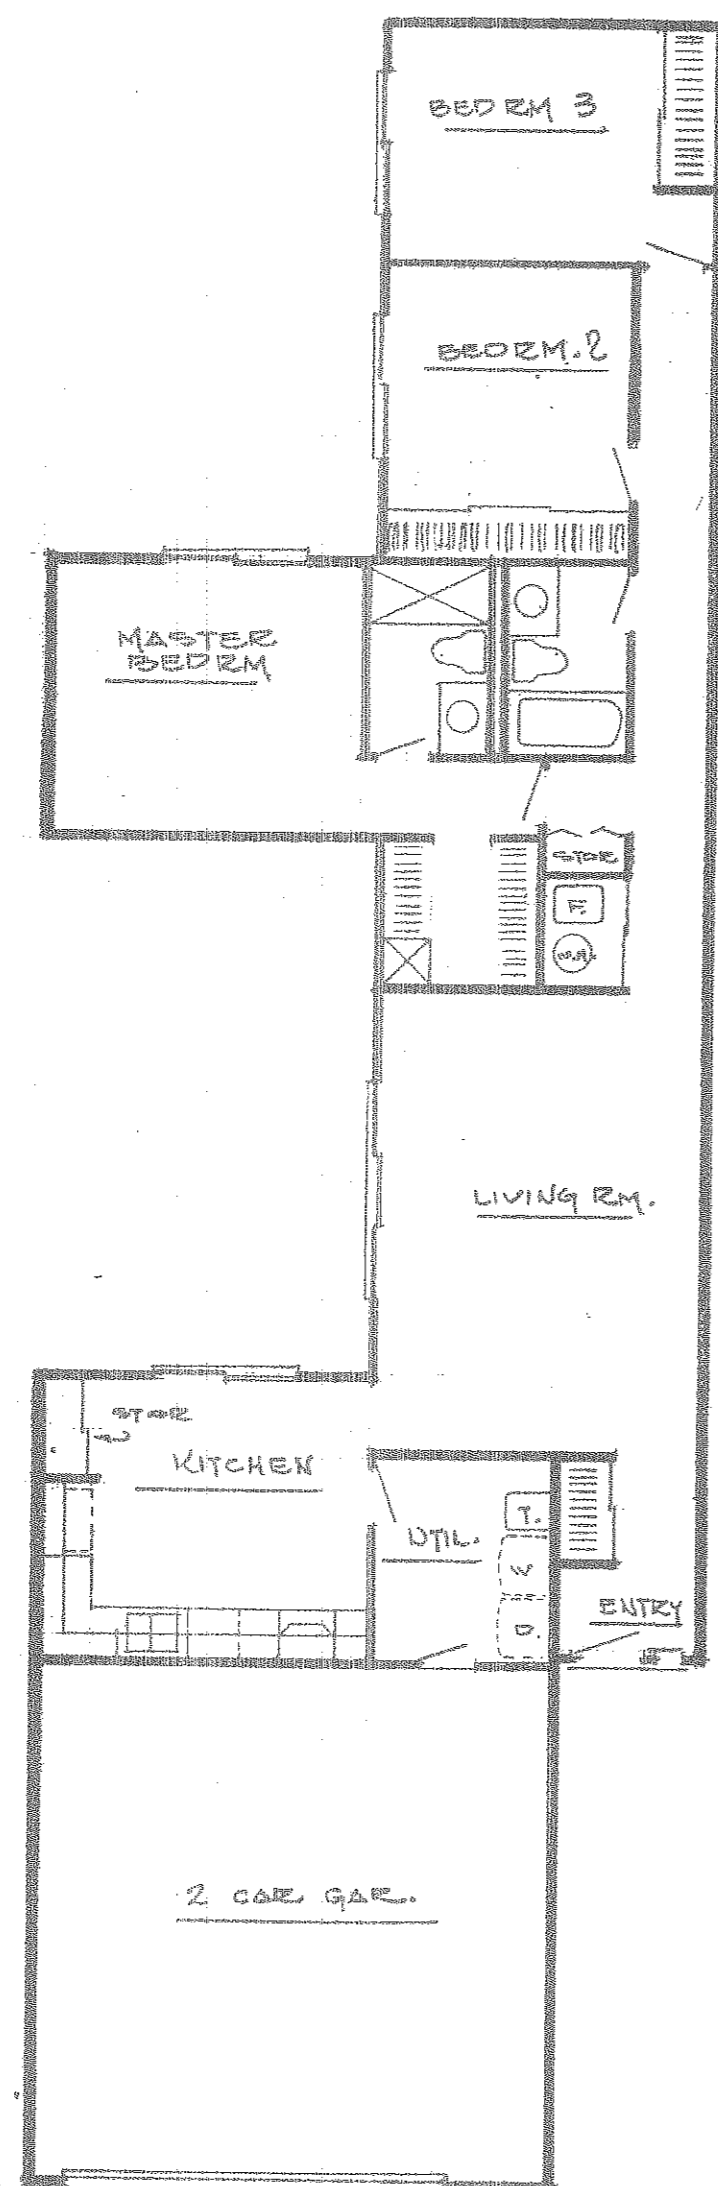 BEDRM 3
BEDRM. 2
MASTER
BEDRM
STOR
F.
W.H.
LIVING RM.
STOR
KITCHEN
UTIL.
T.
W
D.
ENTRY
2 CAR GAR.